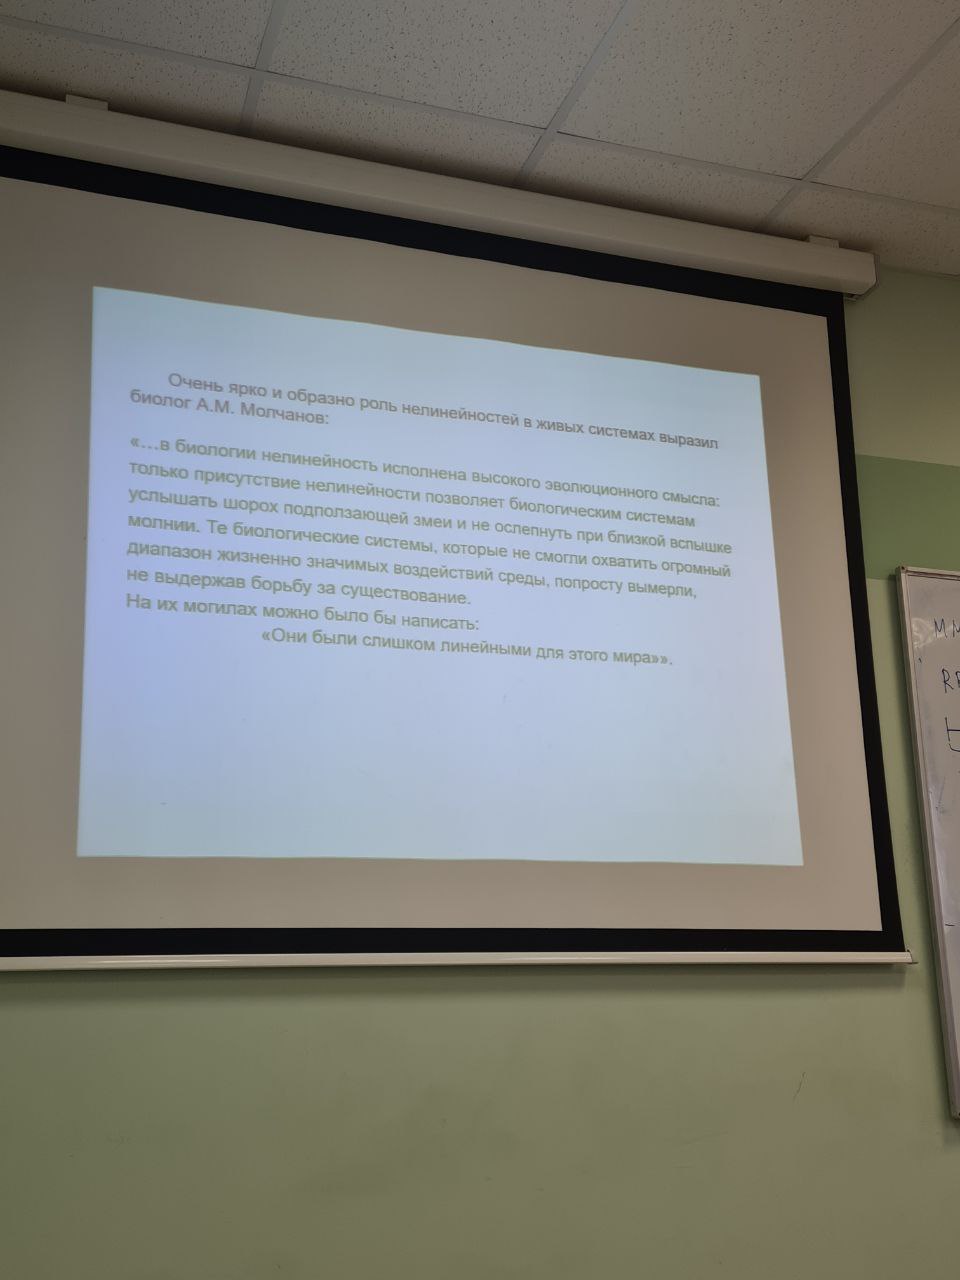 Очень ярко и образно роль нелинейностей в живых системах выразил
биолог А.М. Молчанов:
«…в биологии нелинейность исполнена высокого эволюционного смысла:
только присутствие нелинейности позволяет биологическим системам
услышать шорох подползающей змеи и не ослепнуть при близкой вспышке
молнии. Те биологические системы, которые не смогли охватить огромный
диапазон жизненно значимых воздействий среды, попросту вымерли,
не выдержав борьбу за существование.
На их могилах можно было бы написать:
«Они были слишком линейными для этого мира»».